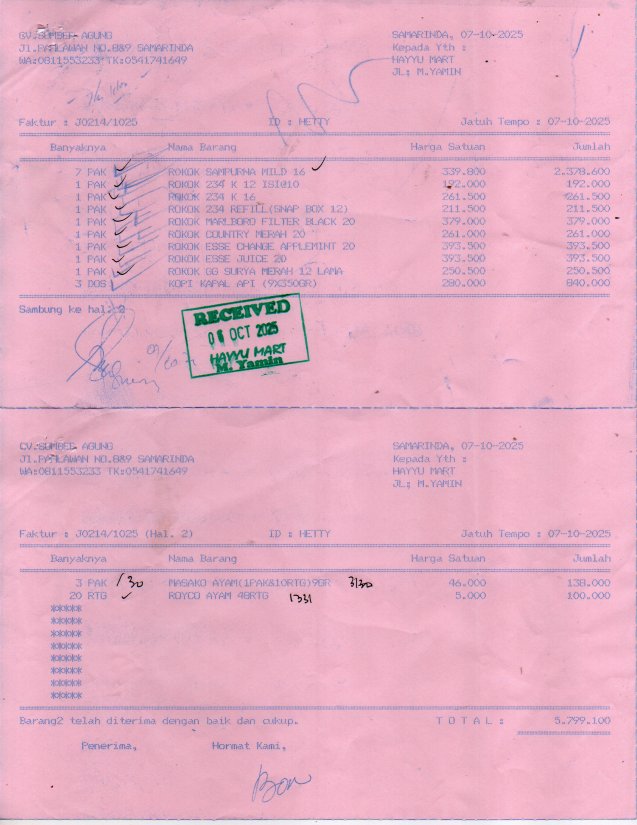 CV.SUMBER AGUNG
Jl.PAHLAWAN NO.889 SAMARINDA
WA:0811553233 TK:0541741649
SAMARINDA, 07-10-2025
Kepada Yth :
HAYYU MART
JL; M.YAMIN
Faktur : J0214/1025 ID : HETTY Jatuh Tempo : 07-10-2025
Banyaknya Nama Barang Harga Satuan Jumlah
7 PAK ROKOK SAMPURNA MILD 16 339.800 2.378.600
1 PAK ROKOK 234 K 12 ISI@10 192.000 192.000
1 PAK ROKOK 234 K 16 261.500 261.500
1 PAK ROKOK 234 REFILL(SNAP BOX 12) 211.500 211.500
1 PAK ROKOK MARLBORO FILTER BLACK 20 379.000 379.000
1 PAK ROKOK COUNTRY MERAH 20 261.000 261.000
1 PAK ROKOK ESSE CHANGE APPLEMINT 20 393.500 393.500
1 PAK ROKOK ESSE JUICE 20 393.500 393.500
1 PAK ROKOK GG SURYA MERAH 12 LAMA 250.500 250.500
3 DOS KOPI KAPAL API (9X350GR) 280.000 840.000
Sambung ke hal. 2
RECEIVED
OCT 2025
HAYYU MART
M. Yamin
CV.SUMBER AGUNG
Jl.PAHLAWAN NO.889 SAMARINDA
WA:0811553233 TK:0541741649
SAMARINDA, 07-10-2025
Kepada Yth :
HAYYU MART
JL; M.YAMIN
Faktur : J0214/1025 (Hal. 2) ID : HETTY Jatuh Tempo : 07-10-2025
Banyaknya Nama Barang Harga Satuan Jumlah
3 PAK /30 MASAKO AYAM(1PAK@10RTG)9GR 3/30 46.000 138.000
20 RTG ROYCO AYAM 48RTG 1331 5.000 100.000
*****
*****
*****
*****
*****
*****
*****
*****
Barang2 telah diterima dengan baik dan cukup. T O T A L : 5.799.100
Penerima, Hormat Kami,